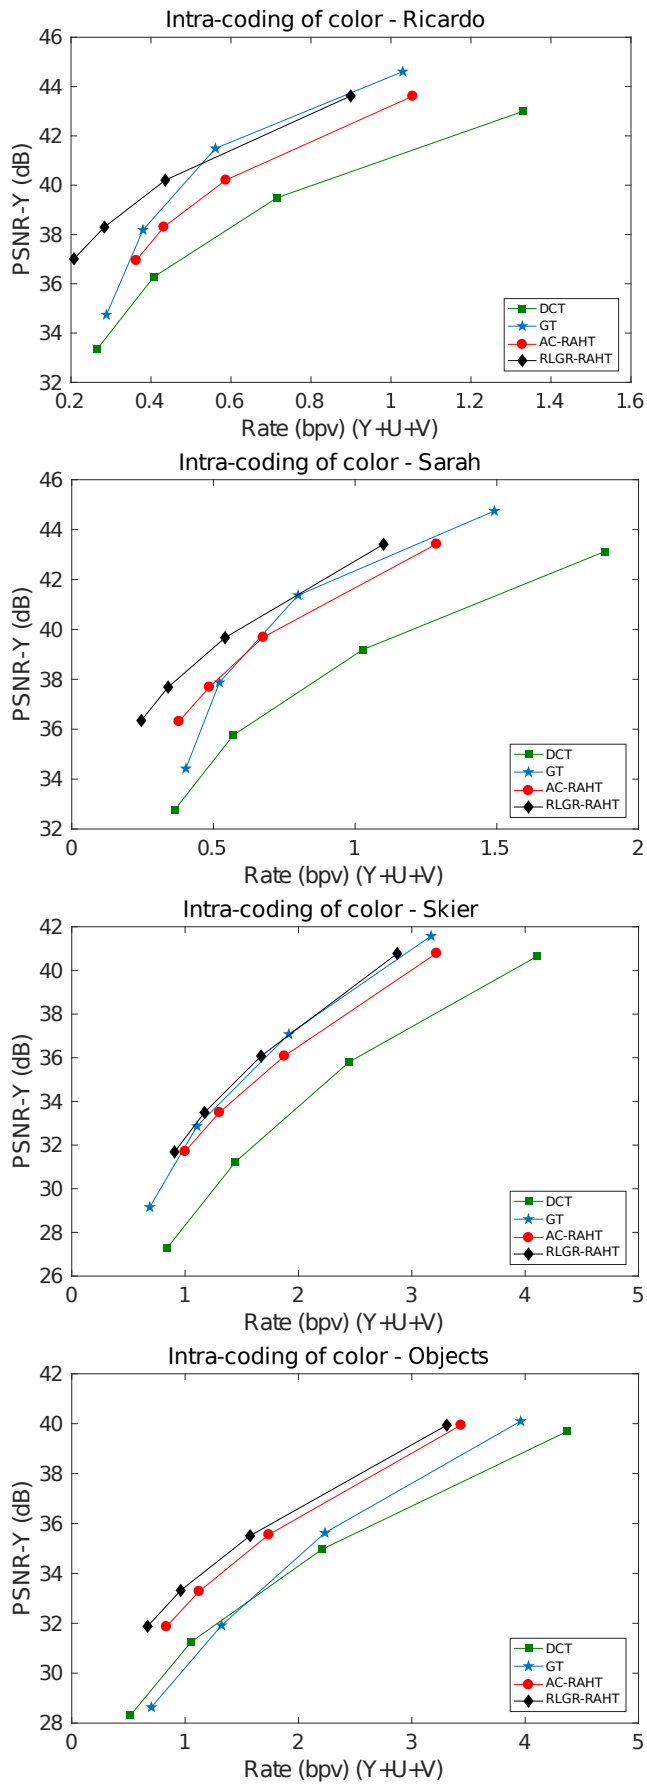 Intra-coding of color - Ricardo
46
44
42
40
38
36
34
32
PSNR-Y (dB)
DCT
GT
AC-RAHT
RLGR-RAHT
0.2 0.4 0.6 0.8 1 1.2 1.4 1.6
Rate (bpv) (Y+U+V)
Intra-coding of color - Sarah
46
44
42
40
38
36
34
32
PSNR-Y (dB)
DCT
GT
AC-RAHT
RLGR-RAHT
0 0.5 1 1.5 2
Rate (bpv) (Y+U+V)
Intra-coding of color - Skier
42
40
38
36
34
32
30
28
26
PSNR-Y (dB)
DCT
GT
AC-RAHT
RLGR-RAHT
0 1 2 3 4 5
Rate (bpv) (Y+U+V)
Intra-coding of color - Objects
42
40
38
36
34
32
30
28
PSNR-Y (dB)
DCT
GT
AC-RAHT
RLGR-RAHT
0 1 2 3 4 5
Rate (bpv) (Y+U+V)